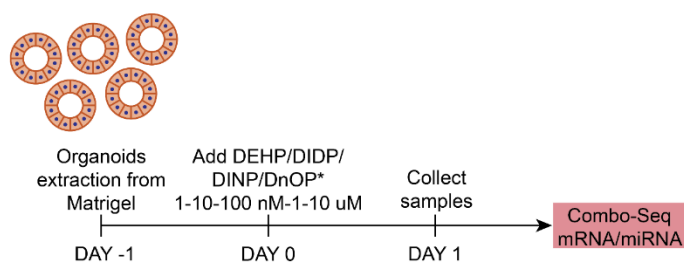 Organoids
extraction from
Matrigel
Add DEHP/DIDP/
DINP/DnOP*
1-10-100 nM-1-10 uM
Collect
samples
Combo-Seq
mRNA/miRNA
DAY -1
DAY 0
DAY 1